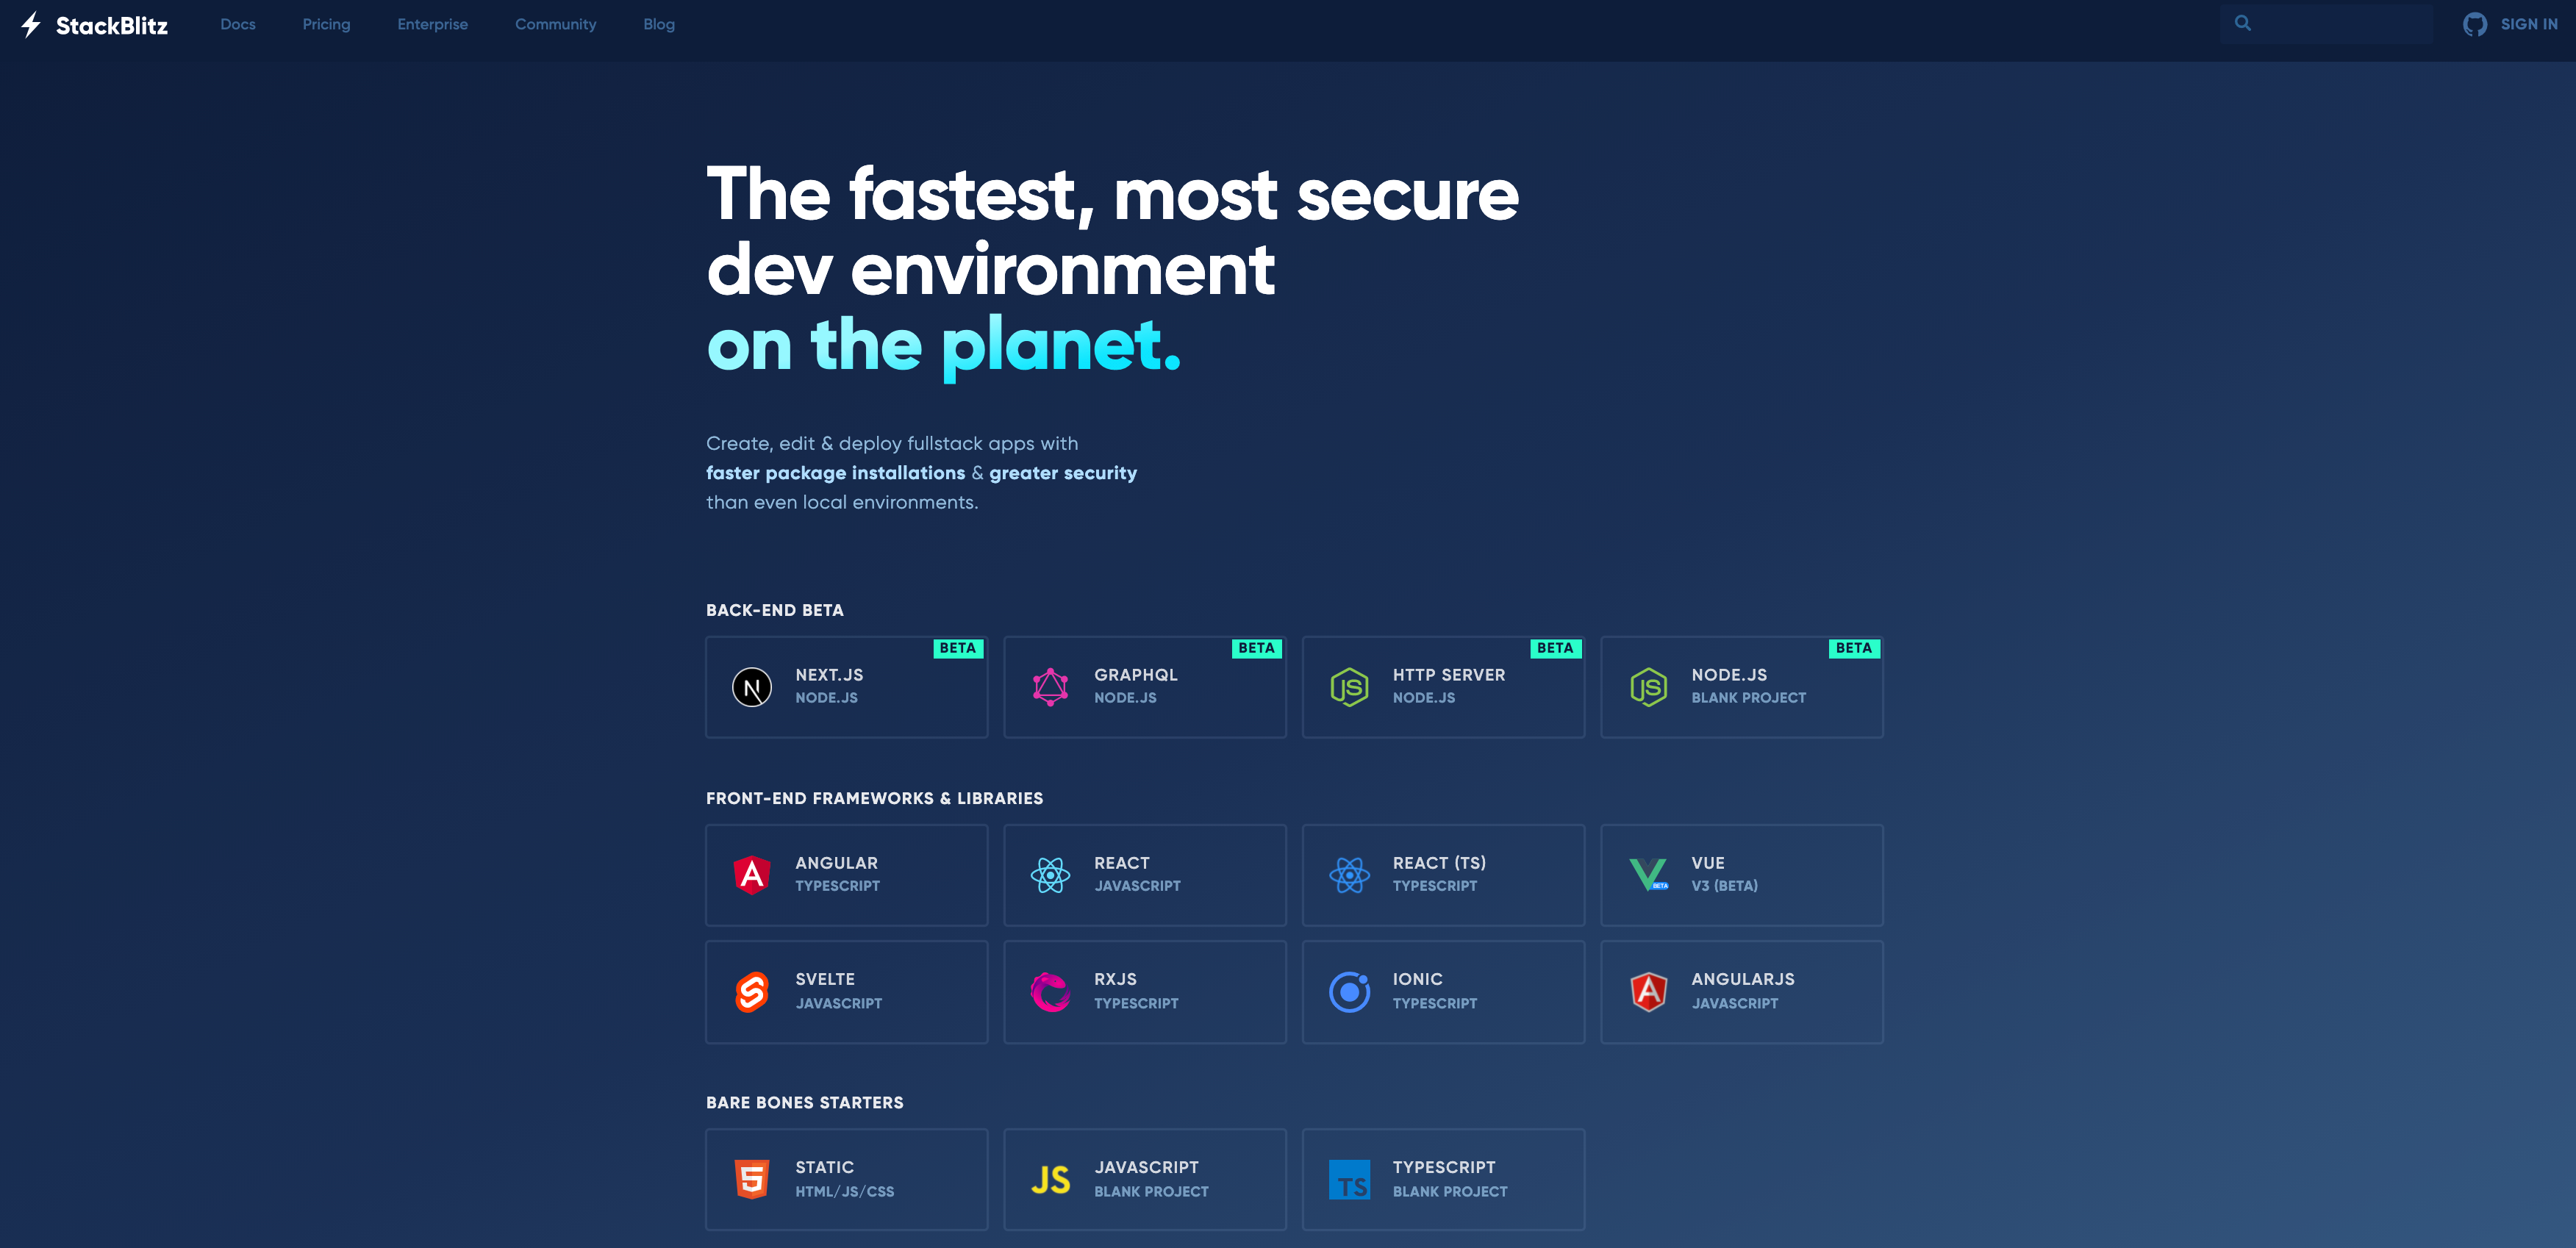 StackBlitz
Docs
Pricing
Enterprise
Community
Blog
SIGN IN
The fastest, most secure
dev environment
on the planet.
Create, edit & deploy fullstack apps with
faster package installations & greater security
than even local environments.
BACK-END BETA
BETA
NEXT.JS
NODE.JS
BETA
GRAPHQL
NODE.JS
BETA
JS
HTTP SERVER
NODE.JS
BETA
JS
NODE.JS
BLANK PROJECT
FRONT-END FRAMEWORKS & LIBRARIES
ANGULAR
TYPESCRIPT
REACT
JAVASCRIPT
REACT (TS)
TYPESCRIPT
BETA
VUE
V3 (BETA)
SVELTE
JAVASCRIPT
RXJS
TYPESCRIPT
IONIC
TYPESCRIPT
ANGULARJS
JAVASCRIPT
BARE BONES STARTERS
STATIC
HTML/JS/CSS
JS
JAVASCRIPT
BLANK PROJECT
TS
TYPESCRIPT
BLANK PROJECT